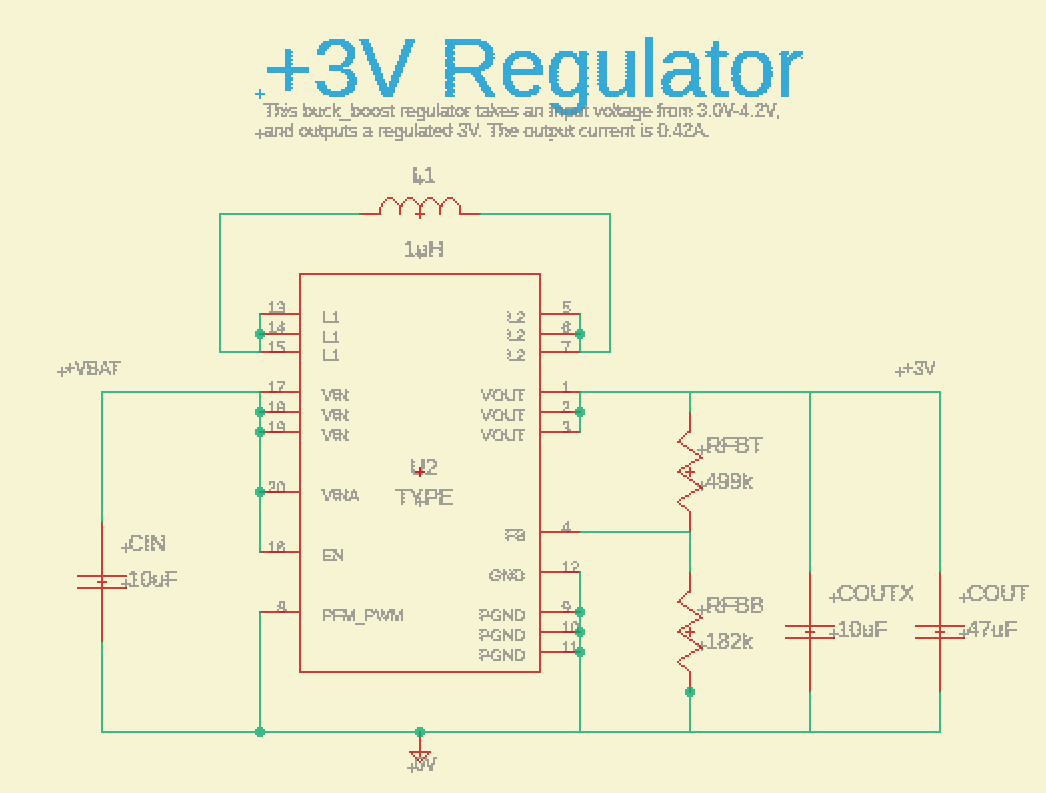 +3V Regulator
This buck_boost regulator takes an input voltage from 3.0V-4.2V,
and outputs a regulated 3V. The output current is 0.42A.
L1
1uH
13 L1 L2 5
14 L1 L2 6
15 L1 L2 7
+VBAT
+3V
17 VIN VOUT 1
18 VIN VOUT 2
19 VIN VOUT 3
U2
TYPE
20 VINA
RFBT
499k
16 EN
FB 4
CIN
10uF
GND 12
8 PFM_PWM
PGND 9
PGND 10
PGND 11
RFBB
182k
COUTX
10uF
COUT
47uF
0V